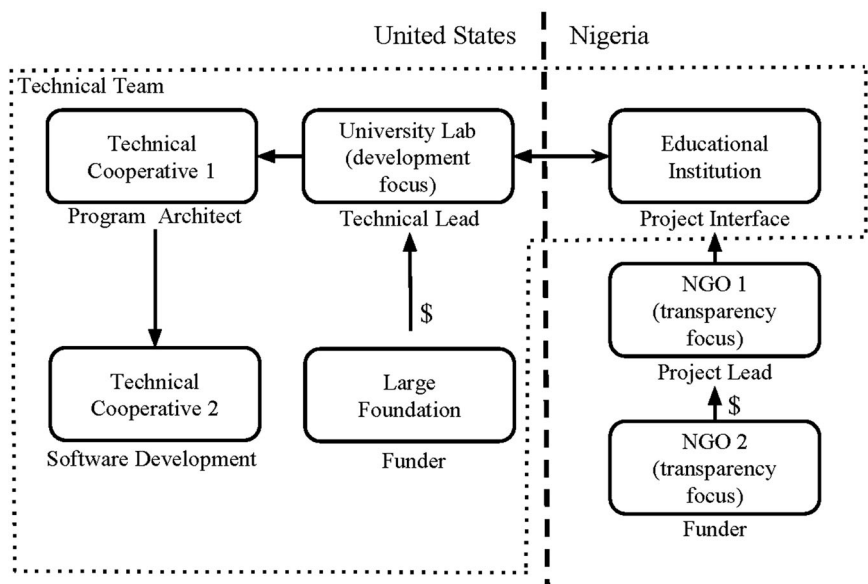 United States
Nigeria
Technical Team
Technical
Cooperative 1
Program Architect
University Lab
(development
focus)
Technical Lead
Educational
Institution
Project Interface
$
NGO 1
(transparency
focus)
Project Lead
Technical
Cooperative 2
Software Development
Large
Foundation
Funder
$
NGO 2
(transparency
focus)
Funder